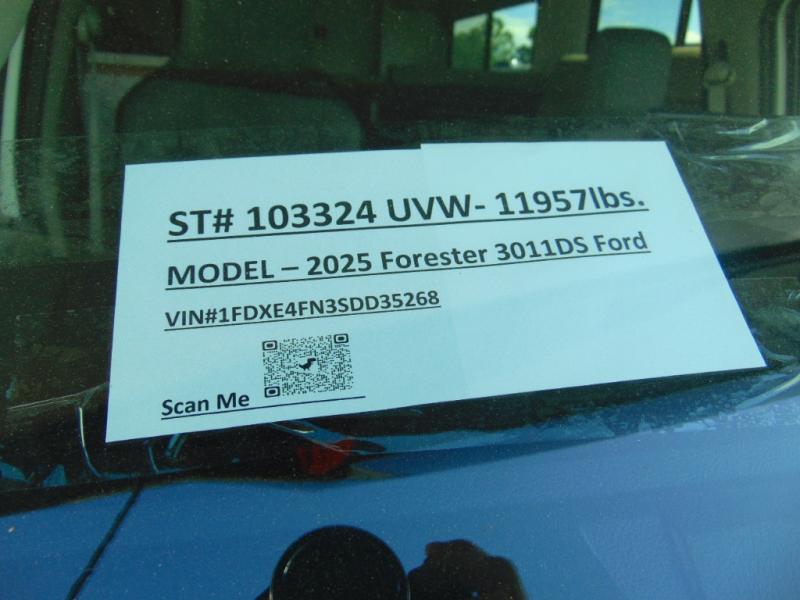 ST# 103324 UVW- 11957lbs.
MODEL – 2025 Forester 3011DS Ford
VIN#1FDXE4FN3SDD35268
Scan Me